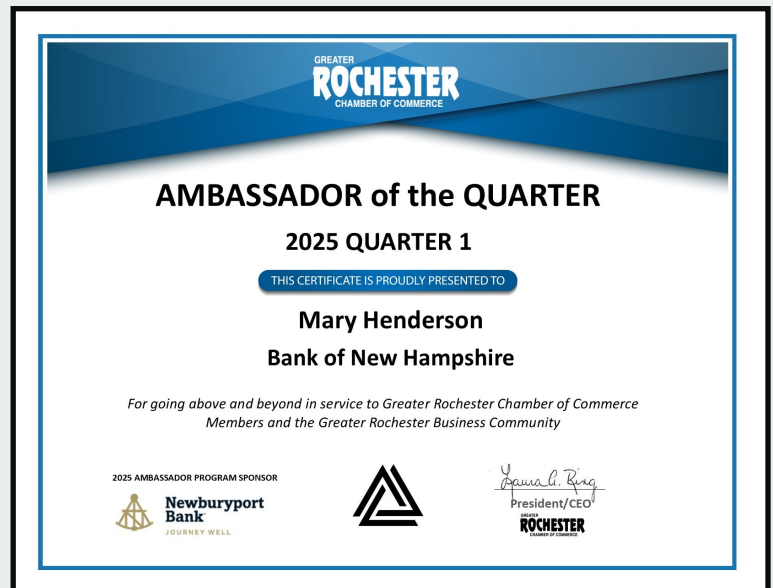 GREATER
ROCHESTER
CHAMBER OF COMMERCE
AMBASSADOR of the QUARTER
2025 QUARTER 1
THIS CERTIFICATE IS PROUDLY PRESENTED TO
Mary Henderson
Bank of New Hampshire
For going above and beyond in service to Greater Rochester Chamber of Commerce
Members and the Greater Rochester Business Community
2025 AMBASSADOR PROGRAM SPONSOR
Newburyport
Bank
JOURNEY WELL
Laura A. Ring
President/CEO
GREATER
ROCHESTER
CHAMBER OF COMMERCE